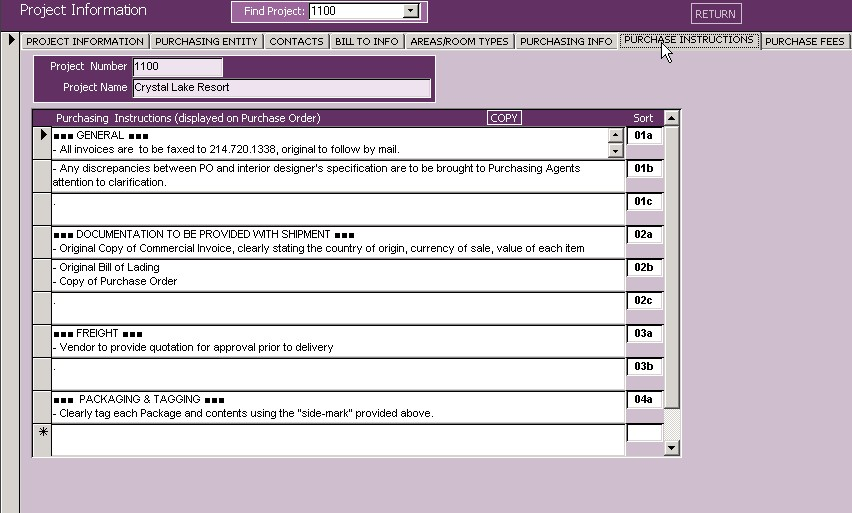 Project Information
Find Project: 1100
RETURN
PROJECT INFORMATION PURCHASING ENTITY CONTACTS BILL TO INFO AREAS/ROOM TYPES PURCHASING INFO PURCHASE INSTRUCTIONS PURCHASE FEES
Project Number 1100
Project Name Crystal Lake Resort
Purchasing Instructions (displayed on Purchase Order) COPY Sort
■■■ GENERAL ■■■ 01a
- All invoices are to be faxed to 214.720.1338, original to follow by mail.
- Any discrepancies between PO and interior designer's specification are to be brought to Purchasing Agents 01b
attention to clarification.
. 01c
■■■ DOCUMENTATION TO BE PROVIDED WITH SHIPMENT ■■■ 02a
- Original Copy of Commercial Invoice, clearly stating the country of origin, currency of sale, value of each item
- Original Bill of Lading 02b
- Copy of Purchase Order
. 02c
■■■ FREIGHT ■■■ 03a
- Vendor to provide quotation for approval prior to delivery
. 03b
■■■ PACKAGING & TAGGING ■■■ 04a
- Clearly tag each Package and contents using the "side-mark" provided above.